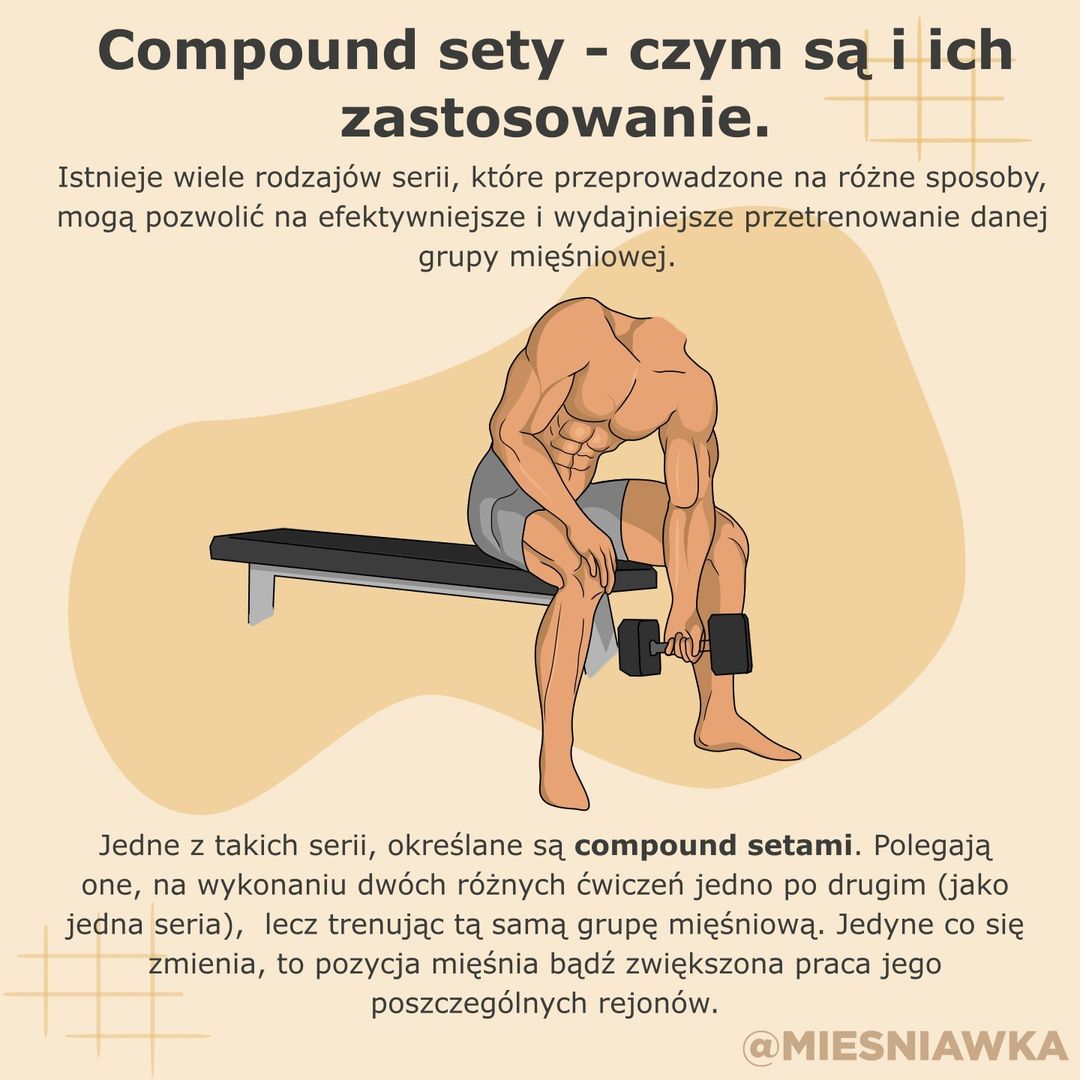 Compound sety - czym są i ich
zastosowanie.
Istnieje wiele rodzajów serii, które przeprowadzone na różne sposoby,
mogą pozwolić na efektywniejsze i wydajniejsze przetrenowanie danej
grupy mięśniowej.
Jedne z takich serii, określane są compound setami. Polegają
one, na wykonaniu dwóch różnych ćwiczeń jedno po drugim (jako
jedna seria),  lecz trenując tą samą grupę mięśniową. Jedyne co się
zmienia, to pozycja mięśnia bądź zwiększona praca jego
poszczególnych rejonów.
@MIESNIAWKA